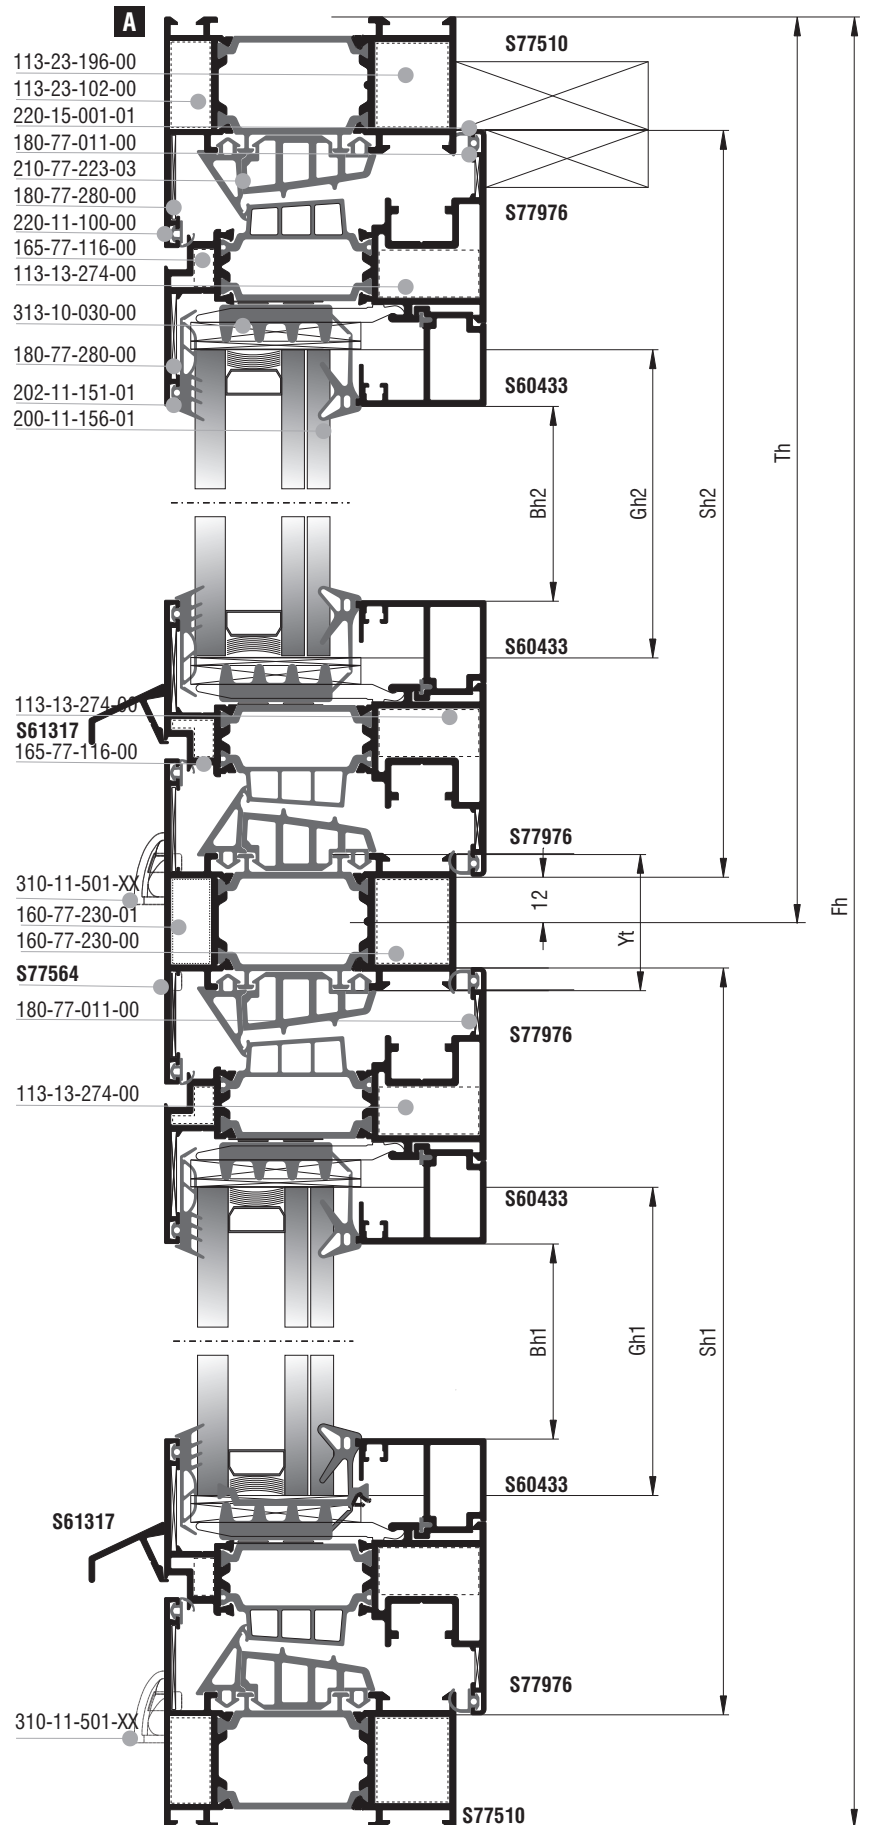 A
S77510
113-23-196-00
113-23-102-00
220-15-001-01
180-77-011-00
210-77-223-03
180-77-280-00
S77976
220-11-100-00
165-77-116-00
113-13-274-00
313-10-030-00
180-77-280-00
S60433
202-11-151-01
200-11-156-01
Th
Bh2
Gh2
Sh2
S60433
113-13-274-00
S61317
165-77-116-00
S77976
310-11-501-XX
12
Fh
160-77-230-01
160-77-230-00
Yt
S77564
180-77-011-00
S77976
113-13-274-00
S60433
Bh1
Gh1
Sh1
S60433
S61317
S77976
310-11-501-XX
S77510